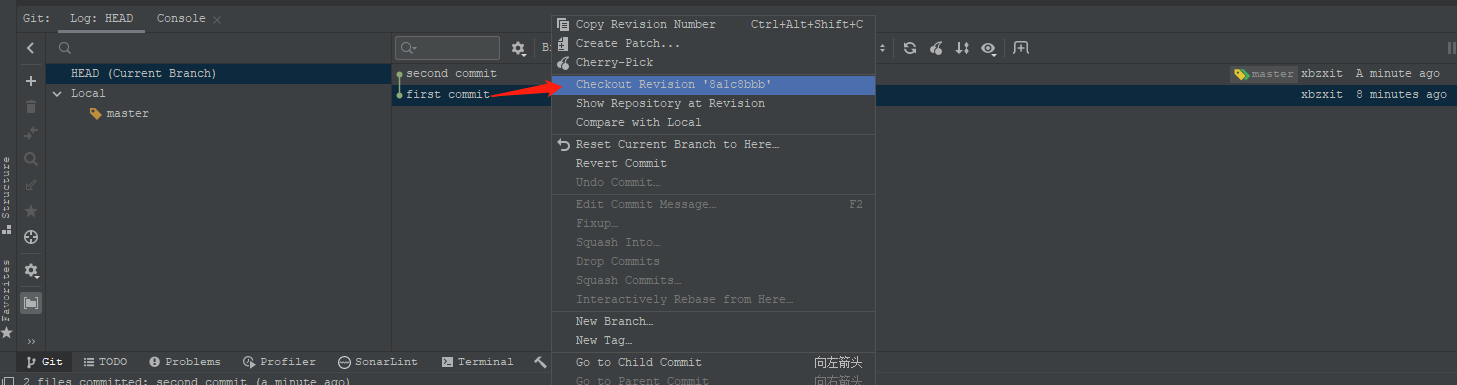 Git: Log: HEAD Console
HEAD (Current Branch)
Local
master
second commit master xbzxit A minute ago
first commit xbzxit 8 minutes ago
Copy Revision Number Ctrl+Alt+Shift+C
Create Patch...
Cherry-Pick
Checkout Revision '8a1c8bbb'
Show Repository at Revision
Compare with Local
Reset Current Branch to Here…
Revert Commit
Undo Commit…
Edit Commit Message… F2
Fixup…
Squash Into…
Drop Commits
Squash Commits…
Interactively Rebase from Here…
New Branch…
New Tag…
Go to Child Commit 向左箭头
Go to Parent Commit 向右箭头
Structure
Favorites
Git TODO Problems Profiler SonarLint Terminal
2 files committed: second commit (a minute ago)